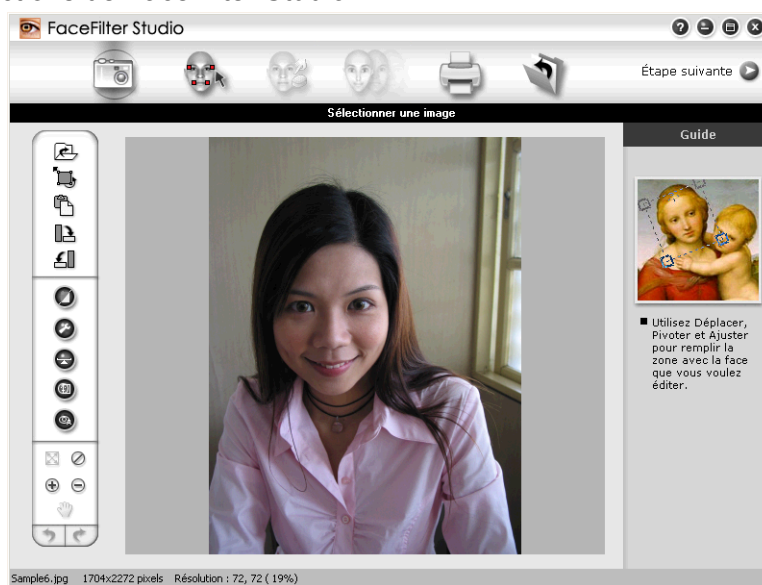 FaceFilter Studio
Étape suivante
Sélectionner une image
Guide
Utilisez Déplacer,
Pivoter et Ajuster
pour remplir la
zone avec la face
que vous voulez
éditer.
Sample6.jpg 1704x2272 pixels Résolution : 72, 72 ( 19%)